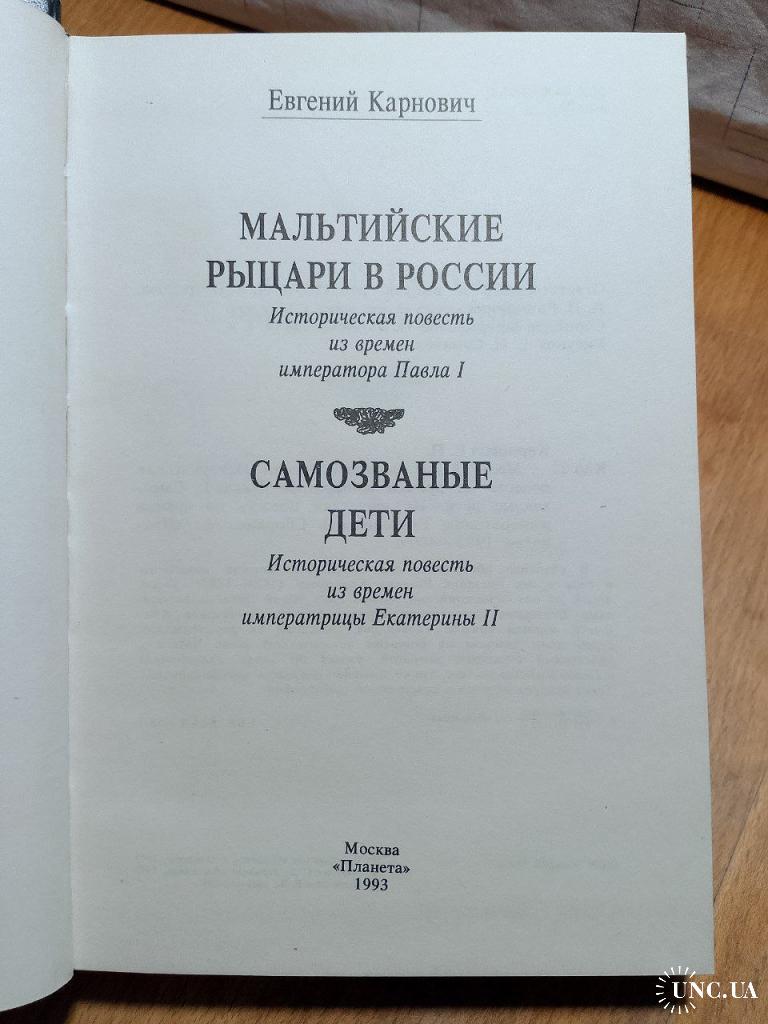 Евгений Карнович
МАЛЬТИЙСКИЕ
РЫЦАРИ В РОССИИ
Историческая повесть
из времен
императора Павла I
САМОЗВАНЫЕ
ДЕТИ
Историческая повесть
из времен
императрицы Екатерины II
Москва
«Планета»
1993
UNC.UA